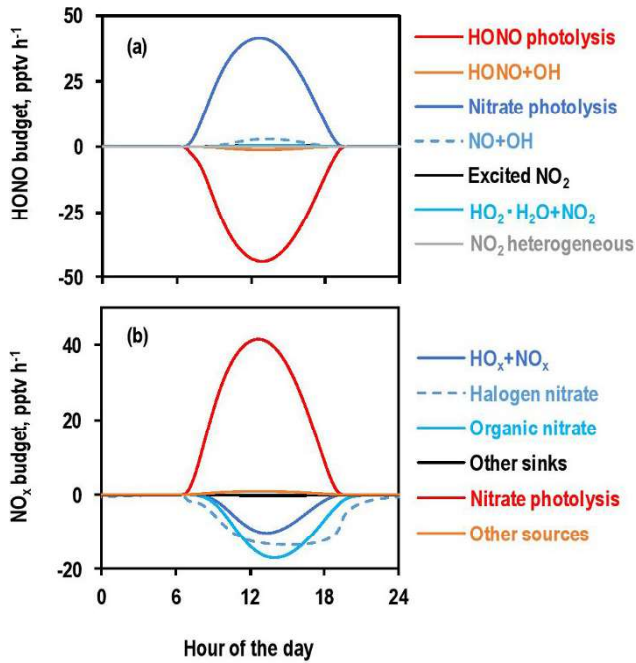 (a)
HONO budget, pptv h⁻¹
50
25
0
-25
-50
HONO photolysis
HONO+OH
Nitrate photolysis
NO+OH
Excited NO₂
HO₂·H₂O+NO₂
NO₂ heterogeneous
(b)
NOₓ budget, pptv h⁻¹
40
20
0
-20
HOₓ+NOₓ
Halogen nitrate
Organic nitrate
Other sinks
Nitrate photolysis
Other sources
0 6 12 18 24
Hour of the day